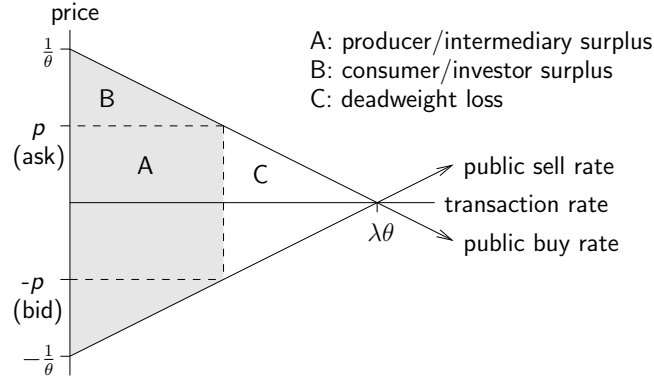 price
1/θ
A: producer/intermediary surplus
B: consumer/investor surplus
C: deadweight loss
B
p
(ask)
A
C
public sell rate
transaction rate
λθ
public buy rate
-p
(bid)
−1/θ